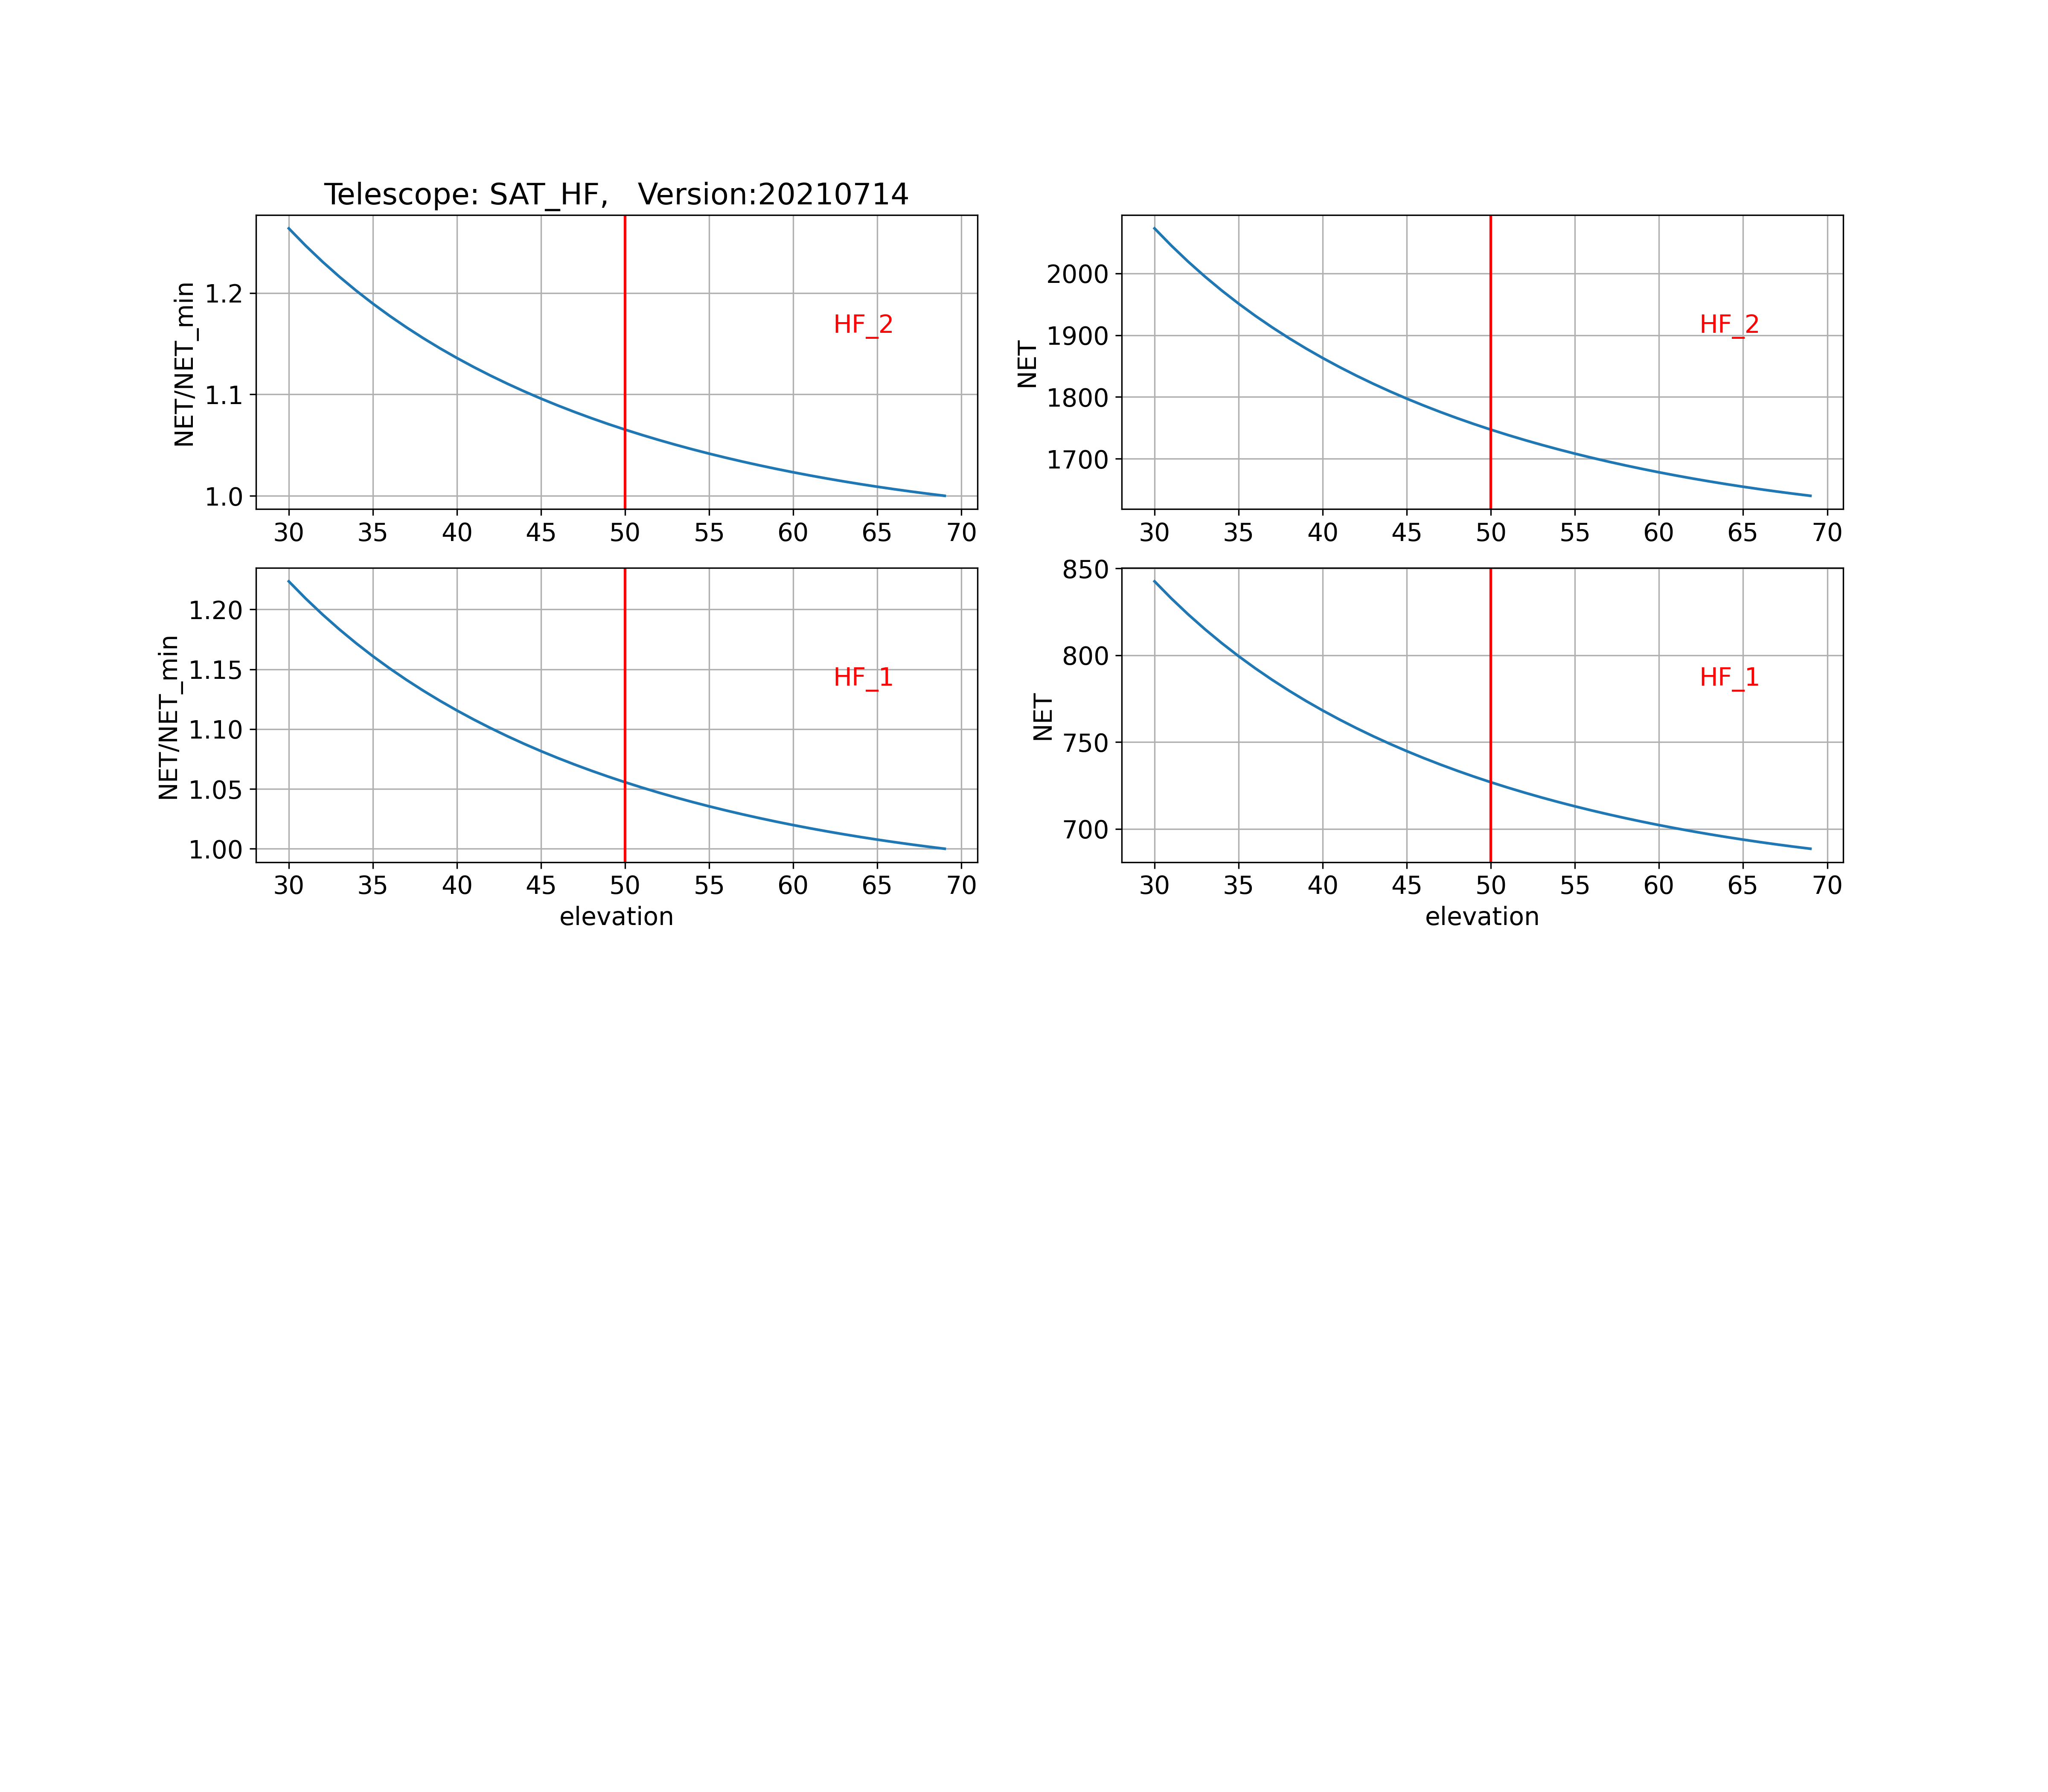 Telescope: SAT_HF,   Version:20210714
NET/NET_min
1.2
1.1
1.0
HF_2
30 35 40 45 50 55 60 65 70
NET
2000
1900
1800
1700
HF_2
30 35 40 45 50 55 60 65 70
NET/NET_min
1.20
1.15
1.10
1.05
1.00
HF_1
30 35 40 45 50 55 60 65 70
elevation
NET
850
800
750
700
HF_1
30 35 40 45 50 55 60 65 70
elevation